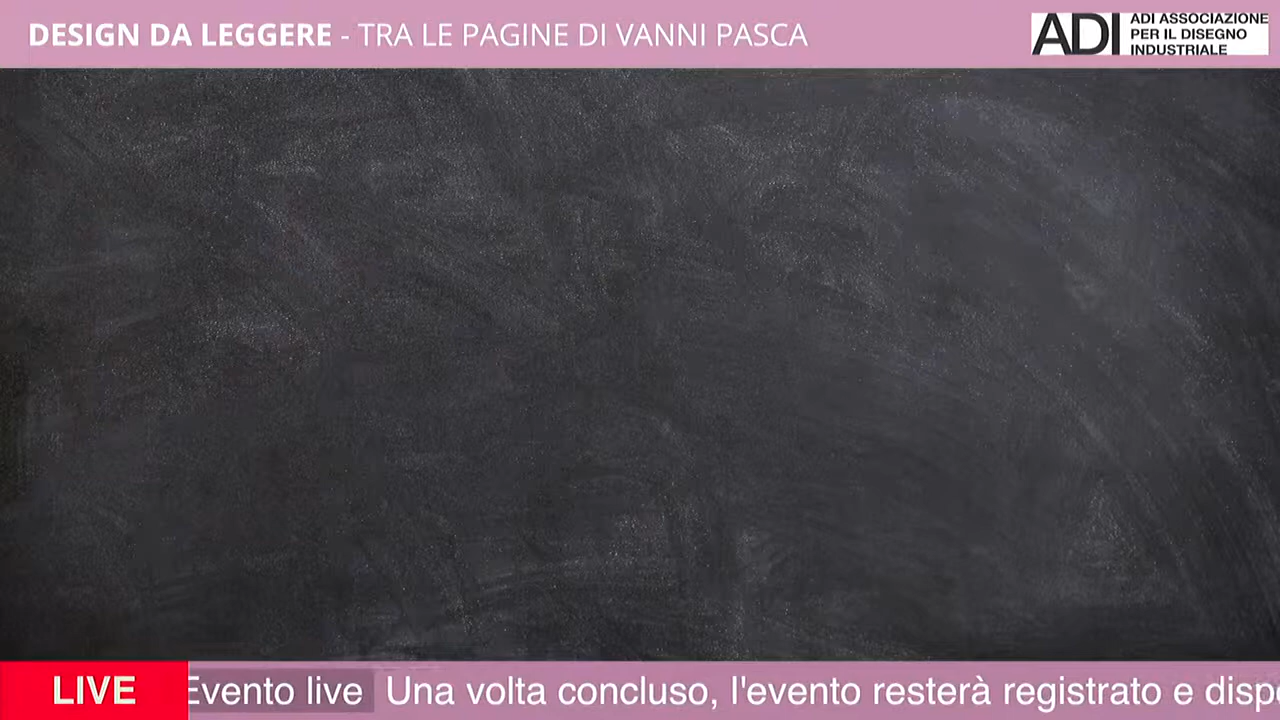 DESIGN DA LEGGERE - TRA LE PAGINE DI VANNI PASCA
ADI ADI ASSOCIAZIONE
PER IL DISEGNO
INDUSTRIALE
LIVE Evento live Una volta concluso, l'evento resterà registrato e